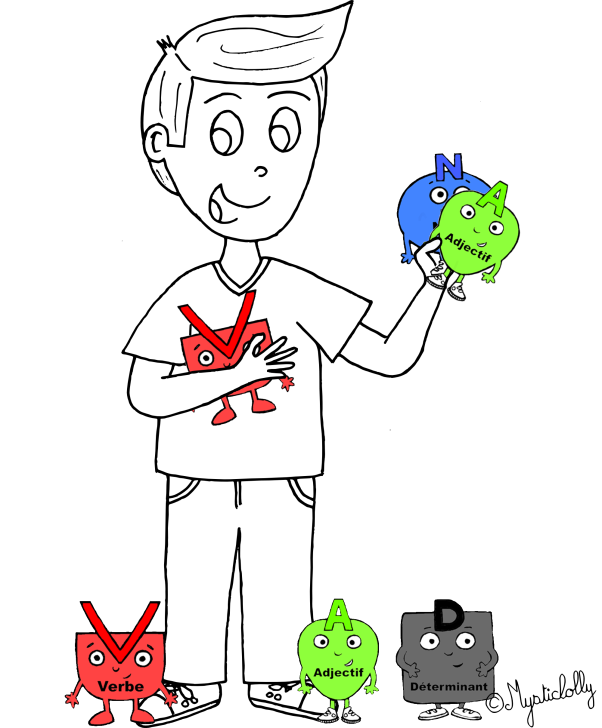 N
A
Adjectif
V
V
Verbe
A
Adjectif
D
Déterminant
©Mysticlolly